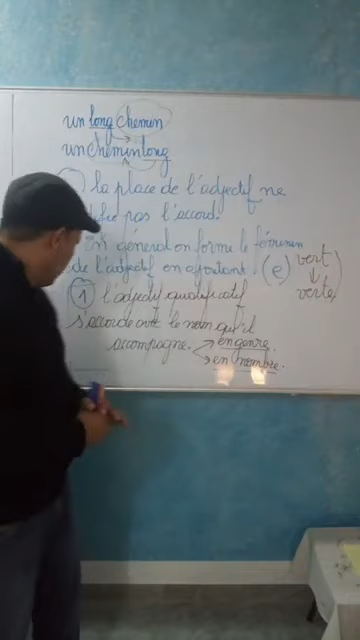 un long chemin
un chemin long
la place de l'adjectif ne
pas l'accord.
En général on forme le féminin
de l'adjectif en ajoutant (e) vert
verte
1 l'adjectif qualificatif
s'accorde avec le nom qu'il
accompagne. en genre
en nombre.